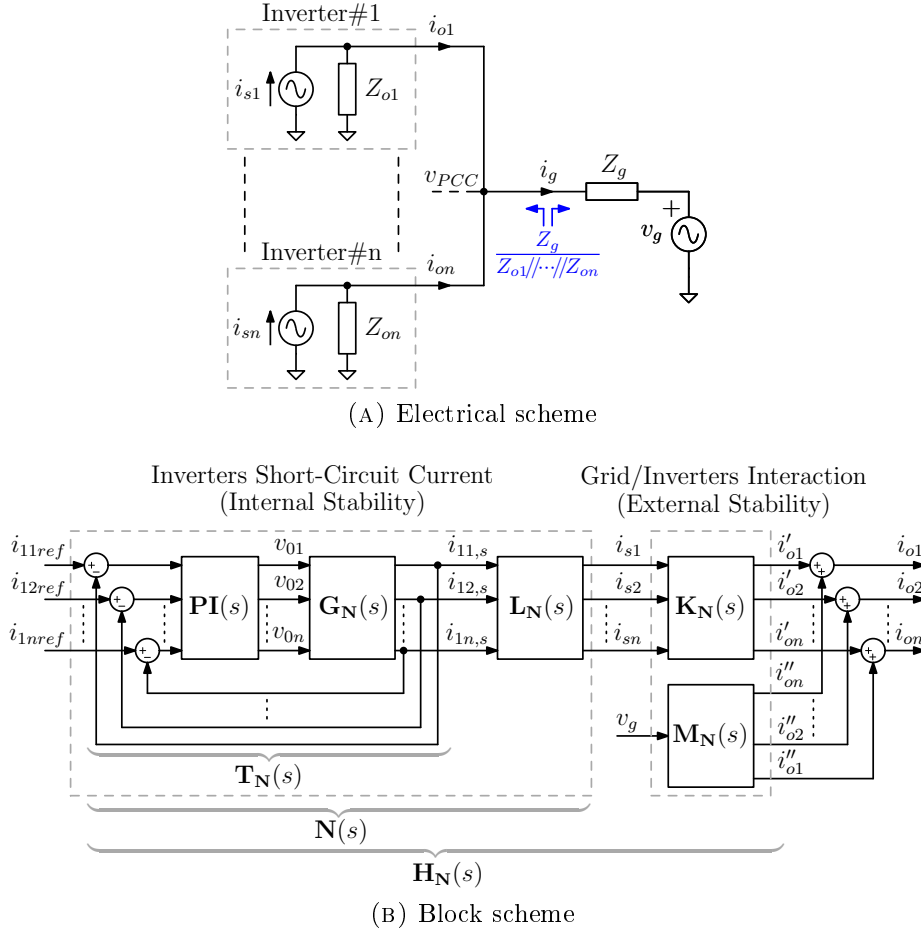 Inverter#1
i_{o1}
i_{s1}
Z_{o1}
v_{PCC}
i_g
Z_g
+
v_g
Z_g
Z_{o1}//···//Z_{on}
Inverter#n
i_{on}
i_{sn}
Z_{on}
(A) Electrical scheme
Inverters Short-Circuit Current
(Internal Stability)
Grid/Inverters Interaction
(External Stability)
i_{11ref} + − v_{01} i_{11,s} i_{s1} i'_{o1} + + i_{o1}
i_{12ref} + − PI(s) v_{02} G_N(s) i_{12,s} L_N(s) i_{s2} K_N(s) i'_{o2} + + i_{o2}
i_{1nref} + − v_{0n} i_{1n,s} i_{sn} i'_{on} + + i_{on}
i''_{on}
v_g M_N(s) i''_{o2}
i''_{o1}
T_N(s)
N(s)
H_N(s)
(B) Block scheme